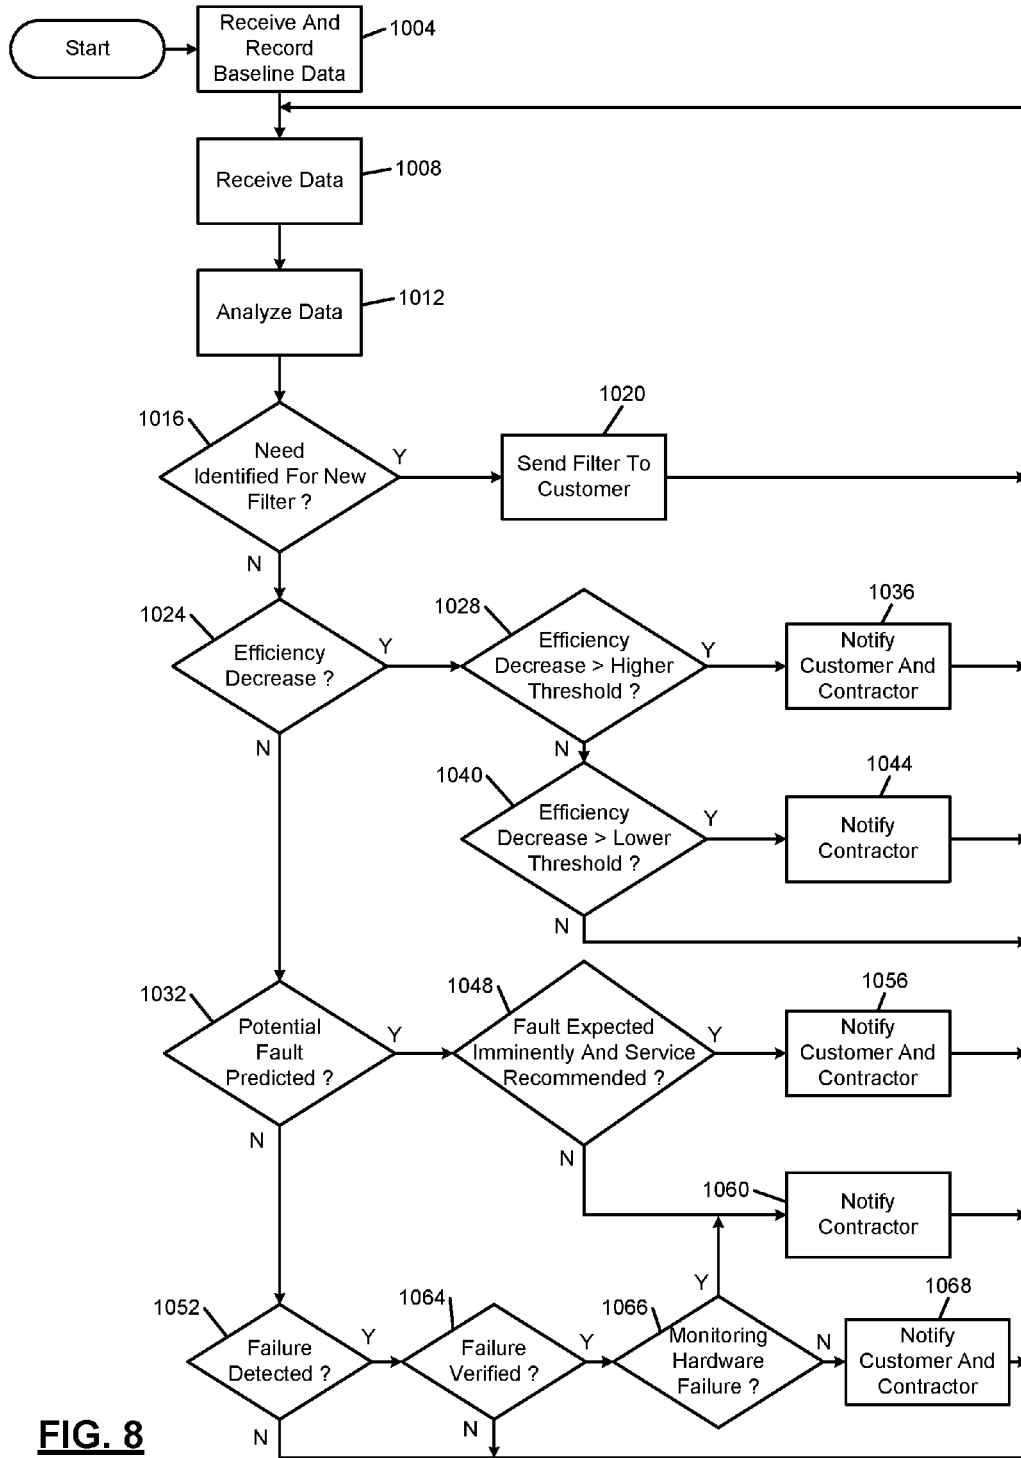 Start
Receive And
Record
Baseline Data
1004
Receive Data
1008
Analyze Data
1012
1016
Need
Identified For New
Filter ?
Y
N
1020
Send Filter To
Customer
1024
Efficiency
Decrease ?
Y
N
1028
Efficiency
Decrease > Higher
Threshold ?
Y
N
1036
Notify
Customer And
Contractor
1040
Efficiency
Decrease > Lower
Threshold ?
Y
N
1044
Notify
Contractor
1032
Potential
Fault
Predicted ?
Y
N
1048
Fault Expected
Imminently And Service
Recommended ?
Y
N
1056
Notify
Customer And
Contractor
1060
Notify
Contractor
1052
Failure
Detected ?
Y
N
1064
Failure
Verified ?
Y
N
1066
Monitoring
Hardware
Failure ?
Y
N
1068
Notify
Customer And
Contractor
FIG. 8